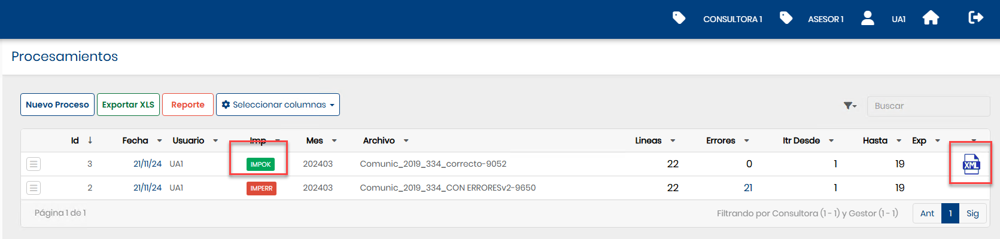 CONSULTORA 1 ASESOR 1 UA1
Procesamientos
Nuevo Proceso Exportar XLS Reporte Seleccionar columnas Buscar
Id Fecha Usuario Imp Mes Archivo Lineas Errores Itr Desde Hasta Exp
3 21/11/24 UA1 IMPOK 202403 Comunic_2019_334_correcto-9052 22 0 1 19 XML
2 21/11/24 UA1 IMPERR 202403 Comunic_2019_334_CON ERRORESv2-9650 22 21 1 19
Página 1 de 1 Filtrando por Consultora (1 - 1) y Gestor (1 - 1) Ant 1 Sig